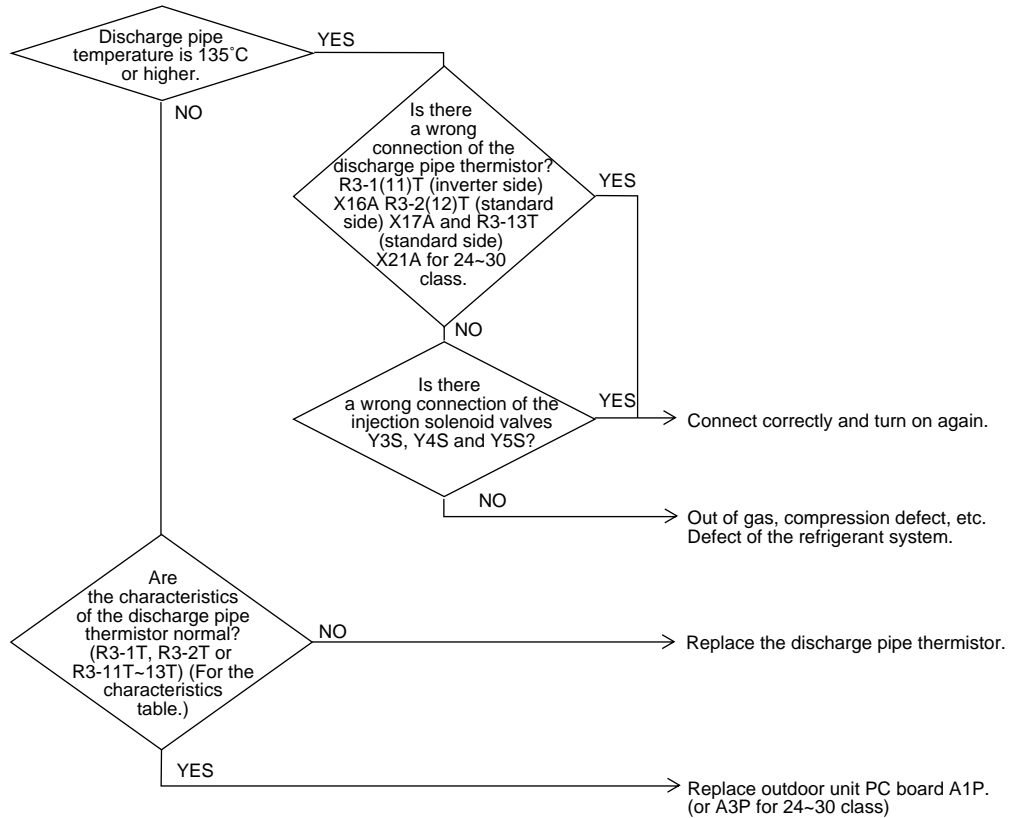 Discharge pipe
temperature is 135˚C
or higher.
YES
NO
Is there
a wrong
connection of the
discharge pipe thermistor?
R3-1(11)T (inverter side)
X16A R3-2(12)T (standard
side) X17A and R3-13T
(standard side)
X21A for 24~30
class.
YES
NO
Is there
a wrong connection of the
injection solenoid valves
Y3S, Y4S and Y5S?
YES
Connect correctly and turn on again.
NO
Out of gas, compression defect, etc.
Defect of the refrigerant system.
Are
the characteristics
of the discharge pipe
thermistor normal?
(R3-1T, R3-2T or
R3-11T~13T) (For the
characteristics
table.)
NO
Replace the discharge pipe thermistor.
YES
Replace outdoor unit PC board A1P.
(or A3P for 24~30 class)